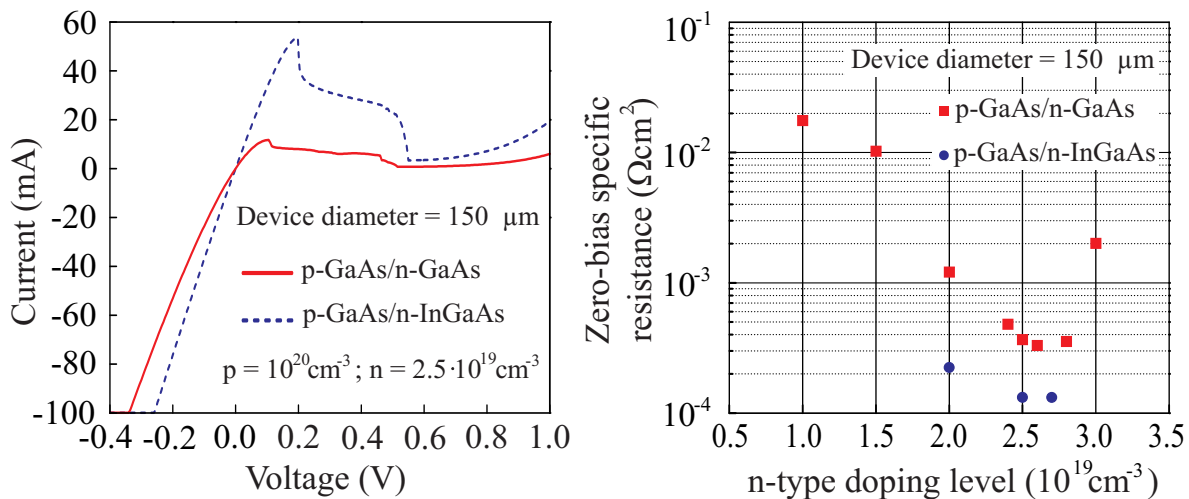 60
40
20
0
-20
-40
-60
-80
-100
Current (mA)
Device diameter = 150 µm
p-GaAs/n-GaAs
p-GaAs/n-InGaAs
p = 10²⁰cm⁻³ ; n = 2.5·10¹⁹cm⁻³
-0.4 -0.2 0.0 0.2 0.4 0.6 0.8 1.0
Voltage (V)
10⁻¹
10⁻²
10⁻³
10⁻⁴
Zero-bias specific
resistance (Ωcm²)
Device diameter = 150 µm
p-GaAs/n-GaAs
p-GaAs/n-InGaAs
0.5 1.0 1.5 2.0 2.5 3.0 3.5
n-type doping level (10¹⁹cm⁻³)